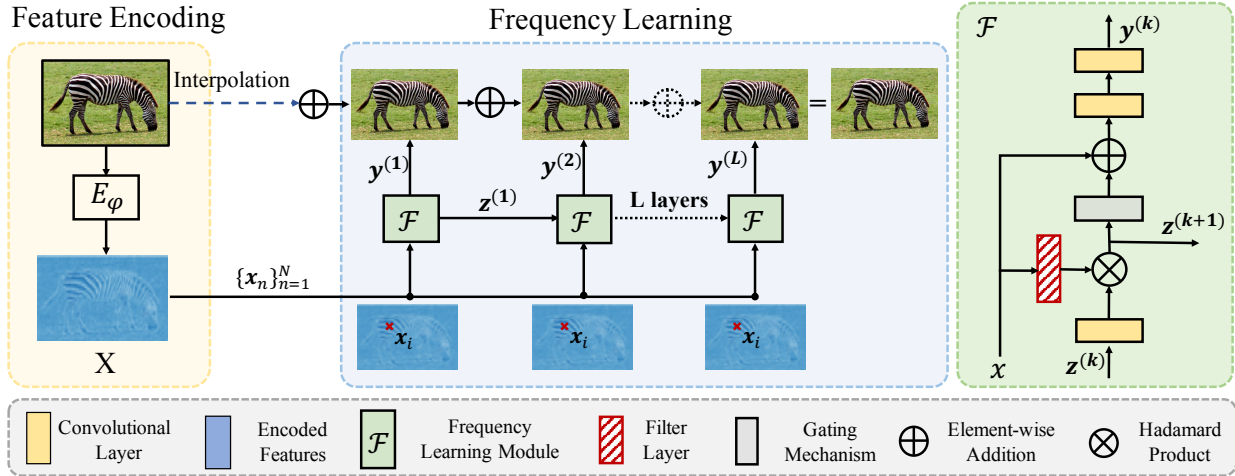 Feature Encoding
Frequency Learning
Interpolation
E_φ
X
{x_n}_{n=1}^N
y^(1)
y^(2)
y^(L)
=
F
z^(1)
F
L layers
F
x_i
x_i
x_i
F
y^(k)
z^(k+1)
x
z^(k)
Convolutional
Layer
Encoded
Features
F
Frequency
Learning Module
Filter
Layer
Gating
Mechanism
Element-wise
Addition
Hadamard
Product